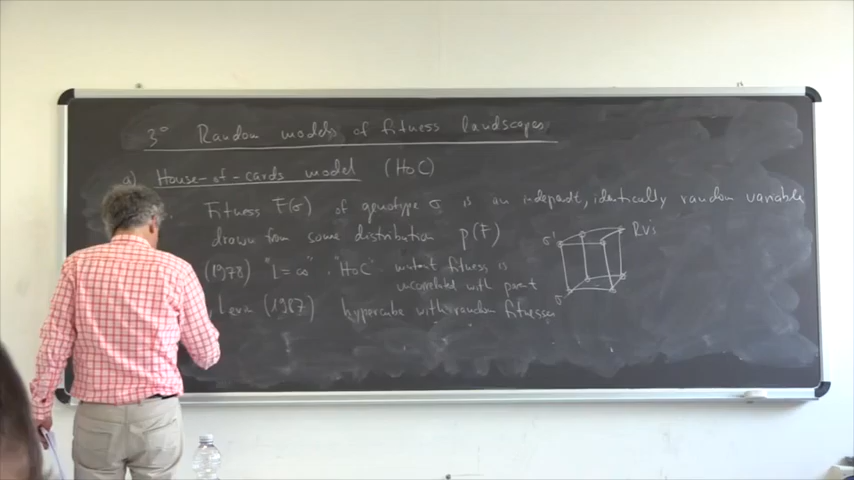 3° Random models of fitness landscapes
a) House-of-cards model (HoC)
Fitness F(σ) of genotype σ is an independt, identically random variable
drawn from some distribution p(F)
σ' RVs
(1978) "L=∞", "HoC" mutant fitness is
uncorrelated with parent
σ
, Levin (1987) hypercube with random fitnesses